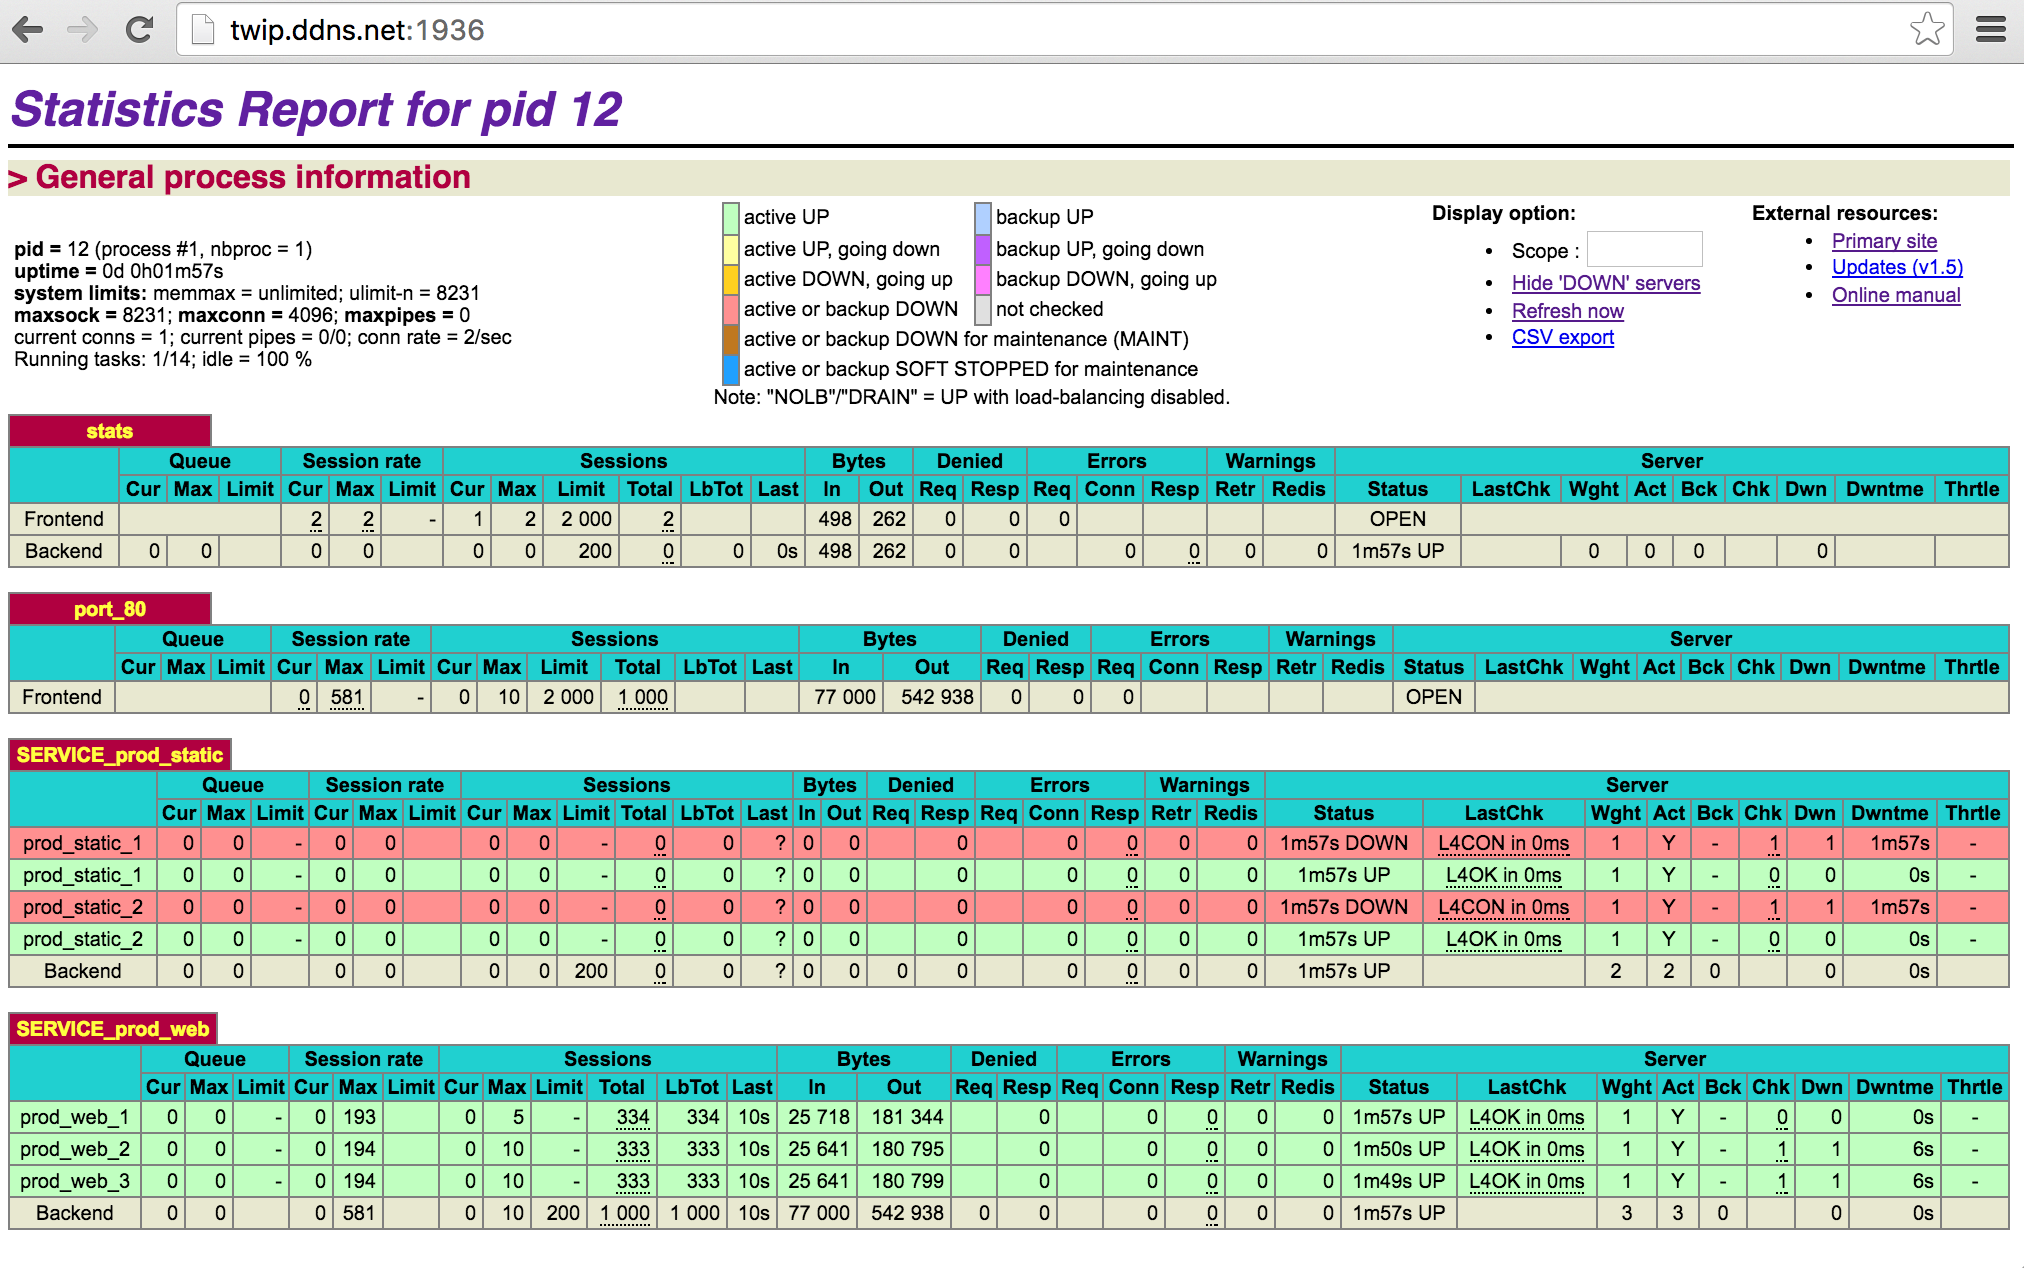 twip.ddns.net:1936
Statistics Report for pid 12
> General process information
pid = 12 (process #1, nbproc = 1)
uptime = 0d 0h01m57s
system limits: memmax = unlimited; ulimit-n = 8231
maxsock = 8231; maxconn = 4096; maxpipes = 0
current conns = 1; current pipes = 0/0; conn rate = 2/sec
Running tasks: 1/14; idle = 100 %
active UP backup UP
active UP, going down backup UP, going down
active DOWN, going up backup DOWN, going up
active or backup DOWN not checked
active or backup DOWN for maintenance (MAINT)
active or backup SOFT STOPPED for maintenance
Note: "NOLB"/"DRAIN" = UP with load-balancing disabled.
Display option:
• Scope :
• Hide 'DOWN' servers
• Refresh now
• CSV export
External resources:
• Primary site
• Updates (v1.5)
• Online manual
stats
Queue Session rate Sessions Bytes Denied Errors Warnings Server
Cur Max Limit Cur Max Limit Cur Max Limit Total LbTot Last In Out Req Resp Req Conn Resp Retr Redis Status LastChk Wght Act Bck Chk Dwn Dwntme Thrtle
Frontend 2 2 - 1 2 2 000 2 498 262 0 0 0 OPEN
Backend 0 0 0 0 0 0 200 0 0 0s 498 262 0 0 0 0 0 0 1m57s UP 0 0 0 0
port_80
Queue Session rate Sessions Bytes Denied Errors Warnings Server
Cur Max Limit Cur Max Limit Cur Max Limit Total LbTot Last In Out Req Resp Req Conn Resp Retr Redis Status LastChk Wght Act Bck Chk Dwn Dwntme Thrtle
Frontend 0 581 - 0 10 2 000 1 000 77 000 542 938 0 0 0 OPEN
SERVICE_prod_static
Queue Session rate Sessions Bytes Denied Errors Warnings Server
Cur Max Limit Cur Max Limit Cur Max Limit Total LbTot Last In Out Req Resp Req Conn Resp Retr Redis Status LastChk Wght Act Bck Chk Dwn Dwntme Thrtle
prod_static_1 0 0 - 0 0 0 0 - 0 0 ? 0 0 0 0 0 0 0 1m57s DOWN L4CON in 0ms 1 Y - 1 1 1m57s -
prod_static_1 0 0 - 0 0 0 0 - 0 0 ? 0 0 0 0 0 0 0 1m57s UP L4OK in 0ms 1 Y - 0 0 0s -
prod_static_2 0 0 - 0 0 0 0 - 0 0 ? 0 0 0 0 0 0 0 1m57s DOWN L4CON in 0ms 1 Y - 1 1 1m57s -
prod_static_2 0 0 - 0 0 0 0 - 0 0 ? 0 0 0 0 0 0 0 1m57s UP L4OK in 0ms 1 Y - 0 0 0s -
Backend 0 0 0 0 0 0 200 0 0 ? 0 0 0 0 0 0 0 0 1m57s UP 2 2 0 0 0s
SERVICE_prod_web
Queue Session rate Sessions Bytes Denied Errors Warnings Server
Cur Max Limit Cur Max Limit Cur Max Limit Total LbTot Last In Out Req Resp Req Conn Resp Retr Redis Status LastChk Wght Act Bck Chk Dwn Dwntme Thrtle
prod_web_1 0 0 - 0 193 0 5 - 334 334 10s 25 718 181 344 0 0 0 0 0 1m57s UP L4OK in 0ms 1 Y - 0 0 0s -
prod_web_2 0 0 - 0 194 0 10 - 333 333 10s 25 641 180 795 0 0 0 0 0 1m50s UP L4OK in 0ms 1 Y - 1 1 6s -
prod_web_3 0 0 - 0 194 0 10 - 333 333 10s 25 641 180 799 0 0 0 0 0 1m49s UP L4OK in 0ms 1 Y - 1 1 6s -
Backend 0 0 0 581 0 10 200 1 000 1 000 10s 77 000 542 938 0 0 0 0 0 0 1m57s UP 3 3 0 0 0s